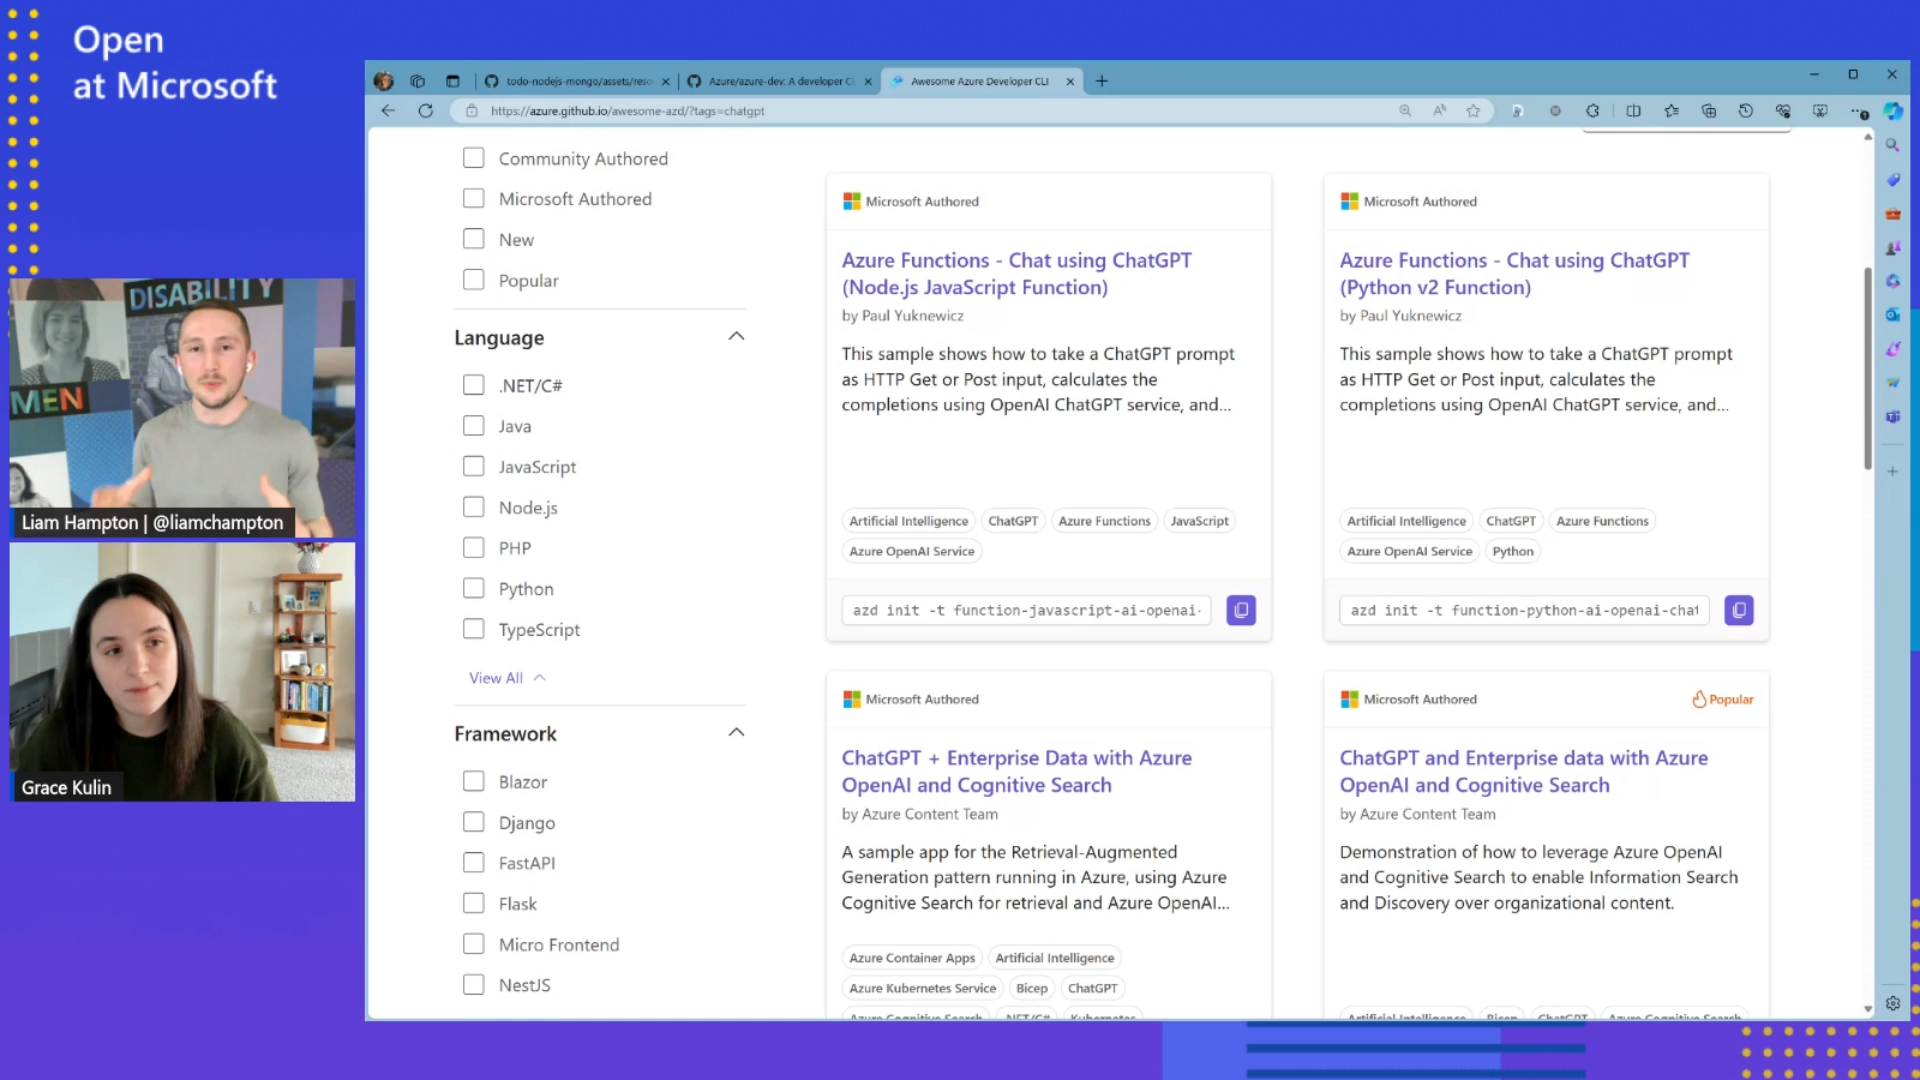 Open
at Microsoft
todo-nodejs-mongo/assets/reso
Azure/azure-dev: A developer C
Awesome Azure Developer CLI
https://azure.github.io/awesome-azd/?tags=chatgpt
DISABILITY
MEN
Liam Hampton | @liamchampton
Grace Kulin
Community Authored
Microsoft Authored
New
Popular
Language
.NET/C#
Java
JavaScript
Node.js
PHP
Python
TypeScript
View All
Framework
Blazor
Django
FastAPI
Flask
Micro Frontend
NestJS
Microsoft Authored
Azure Functions - Chat using ChatGPT
(Node.js JavaScript Function)
by Paul Yuknewicz
This sample shows how to take a ChatGPT prompt
as HTTP Get or Post input, calculates the
completions using OpenAI ChatGPT service, and...
Artificial Intelligence ChatGPT Azure Functions JavaScript
Azure OpenAI Service
azd init -t function-javascript-ai-openai-
Microsoft Authored
Azure Functions - Chat using ChatGPT
(Python v2 Function)
by Paul Yuknewicz
This sample shows how to take a ChatGPT prompt
as HTTP Get or Post input, calculates the
completions using OpenAI ChatGPT service, and...
Artificial Intelligence ChatGPT Azure Functions
Azure OpenAI Service Python
azd init -t function-python-ai-openai-chat
Microsoft Authored
ChatGPT + Enterprise Data with Azure
OpenAI and Cognitive Search
by Azure Content Team
A sample app for the Retrieval-Augmented
Generation pattern running in Azure, using Azure
Cognitive Search for retrieval and Azure OpenAI...
Azure Container Apps Artificial Intelligence
Azure Kubernetes Service Bicep ChatGPT
Azure Cognitive Search .NET/C# Kubernetes
Microsoft Authored Popular
ChatGPT and Enterprise data with Azure
OpenAI and Cognitive Search
by Azure Content Team
Demonstration of how to leverage Azure OpenAI
and Cognitive Search to enable Information Search
and Discovery over organizational content.
Artificial Intelligence Bicep ChatGPT Azure Cognitive Search